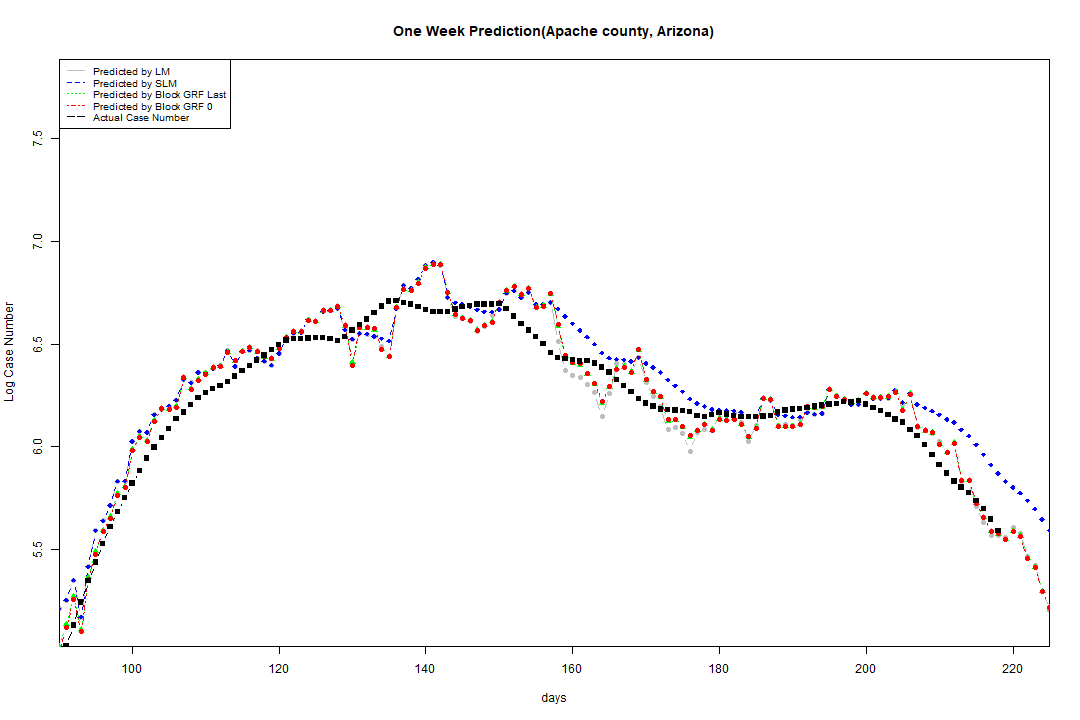 One Week Prediction(Apache county, Arizona)
Predicted by LM
Predicted by SLM
Predicted by Block GRF Last
Predicted by Block GRF 0
Actual Case Number
Log Case Number
7.5
7.0
6.5
6.0
5.5
100 120 140 160 180 200 220
days